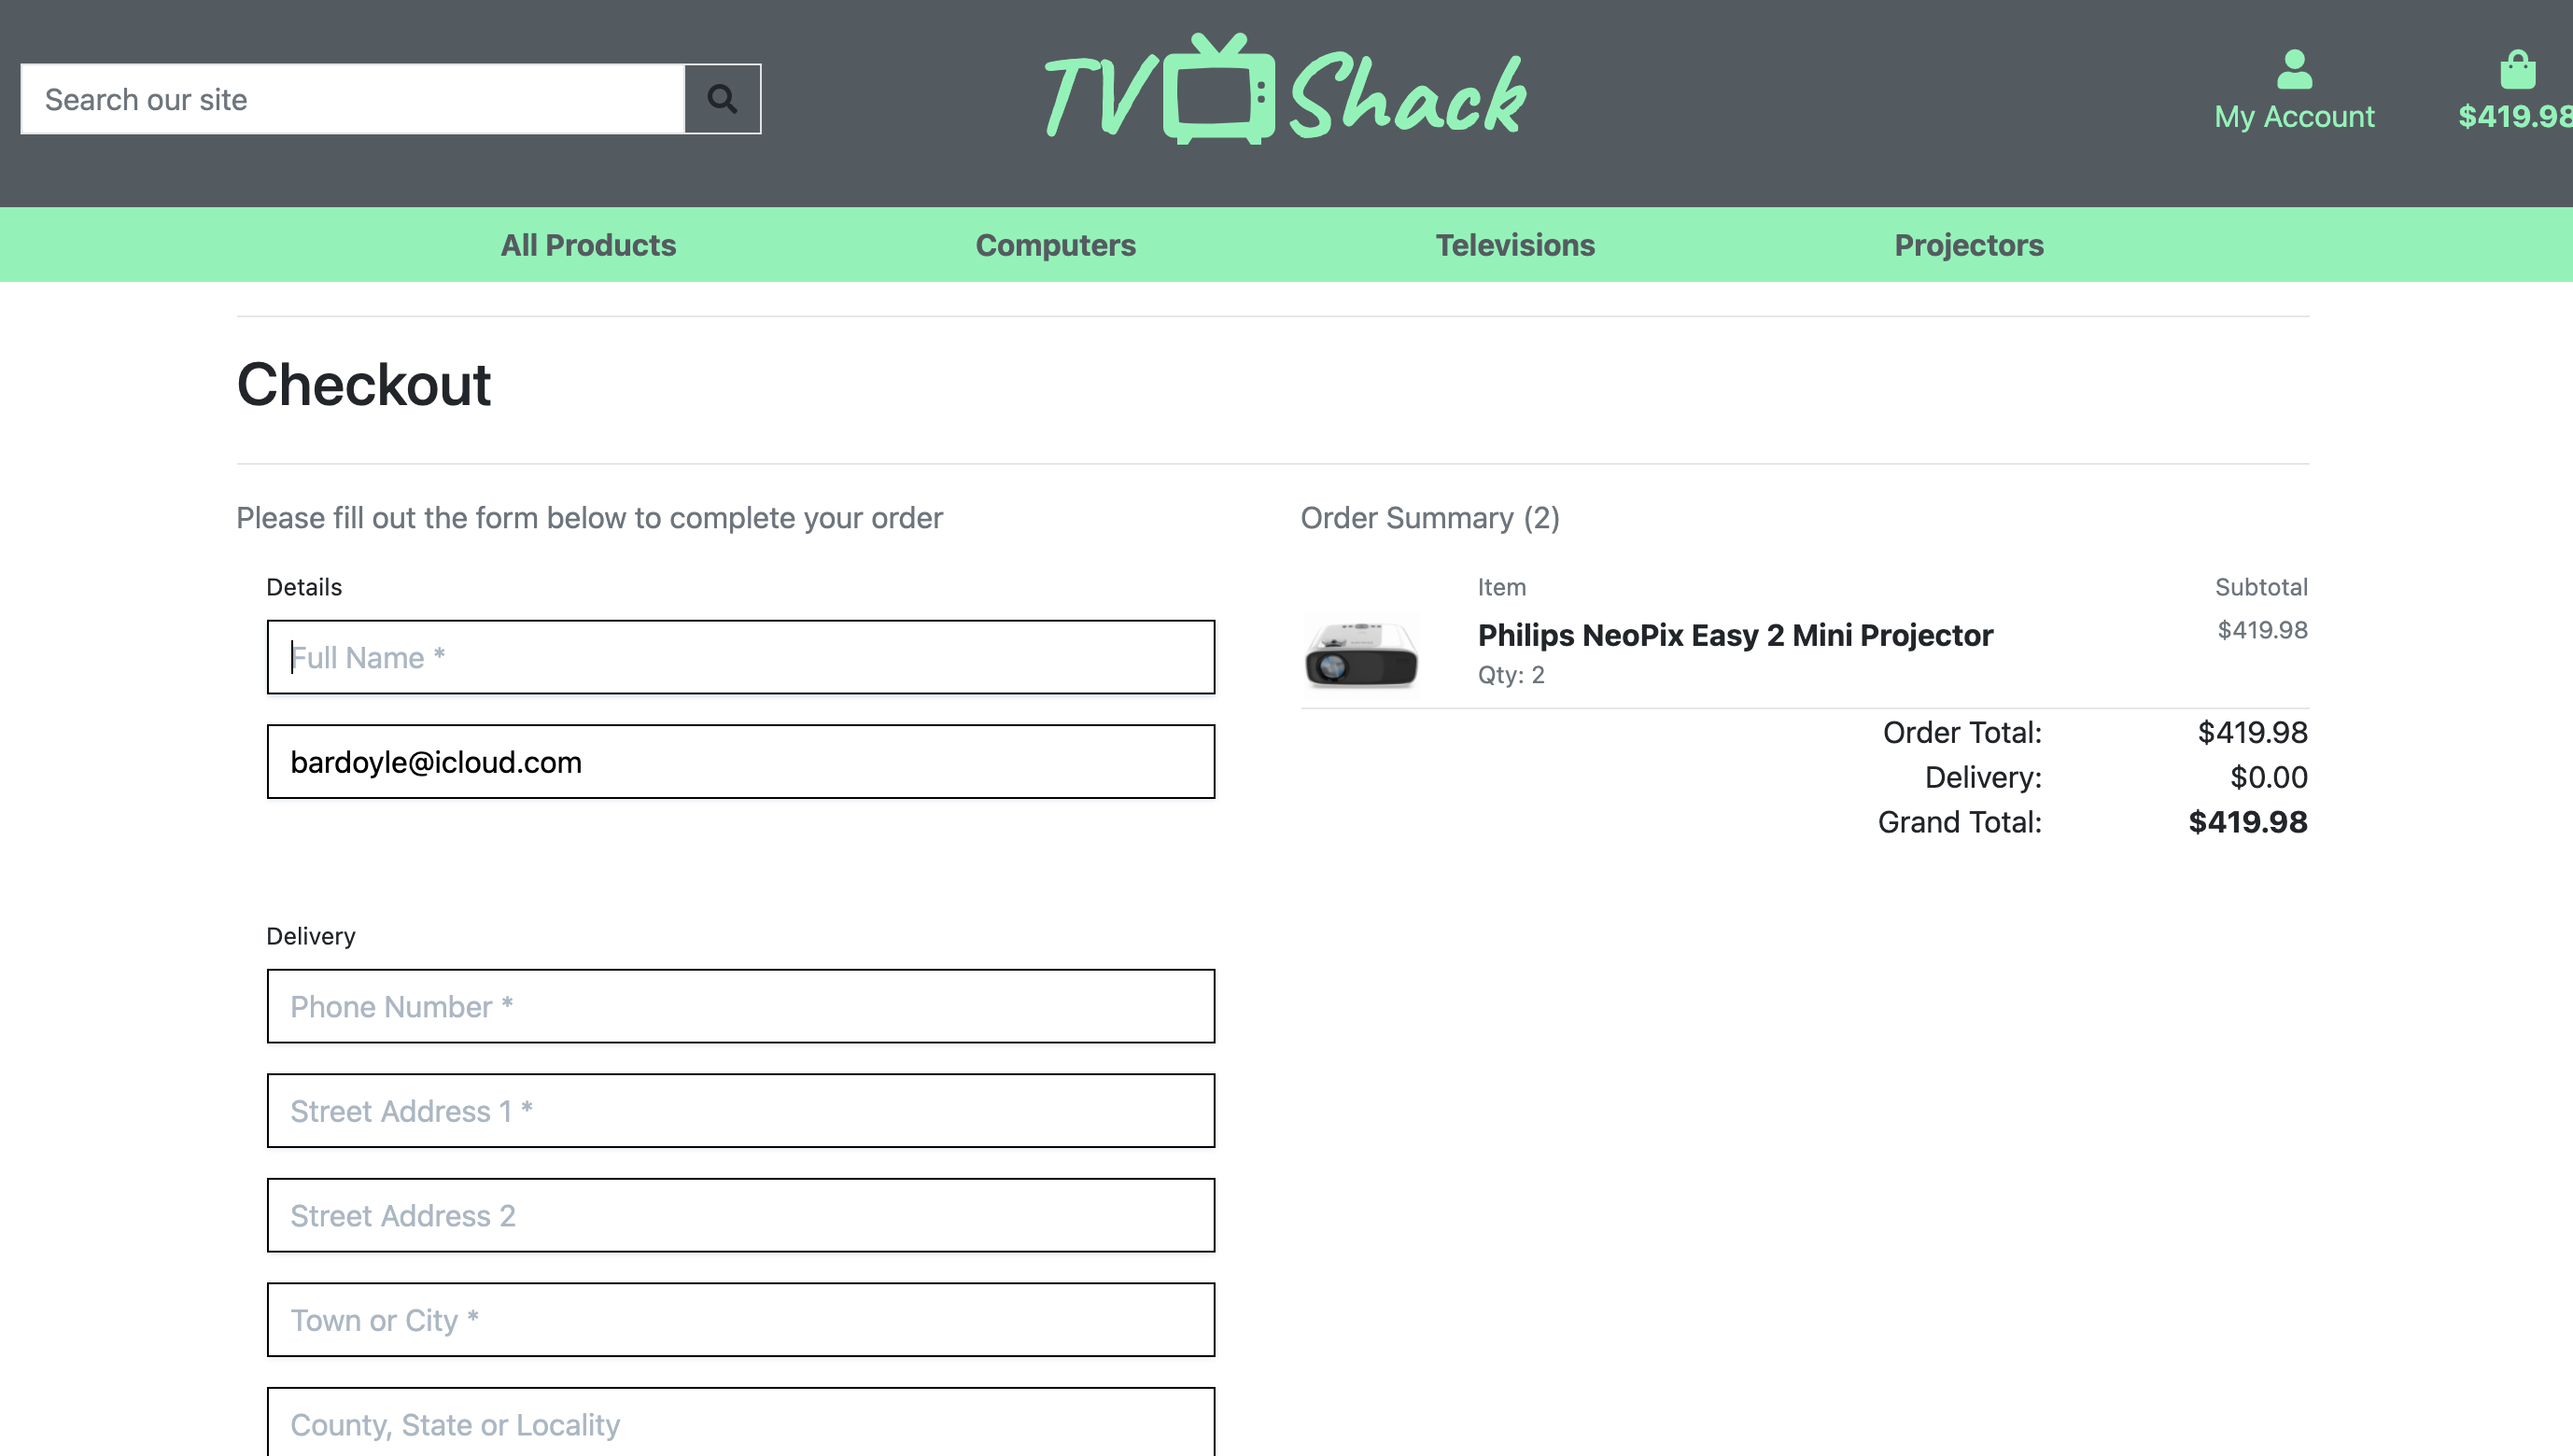 Search our site
TV Shack
My Account
$419.98
All Products
Computers
Televisions
Projectors
Checkout
Please fill out the form below to complete your order
Details
Full Name *
bardoyle@icloud.com
Delivery
Phone Number *
Street Address 1 *
Street Address 2
Town or City *
County, State or Locality
Order Summary (2)
Item Subtotal
Philips NeoPix Easy 2 Mini Projector $419.98
Qty: 2
Order Total: $419.98
Delivery: $0.00
Grand Total: $419.98